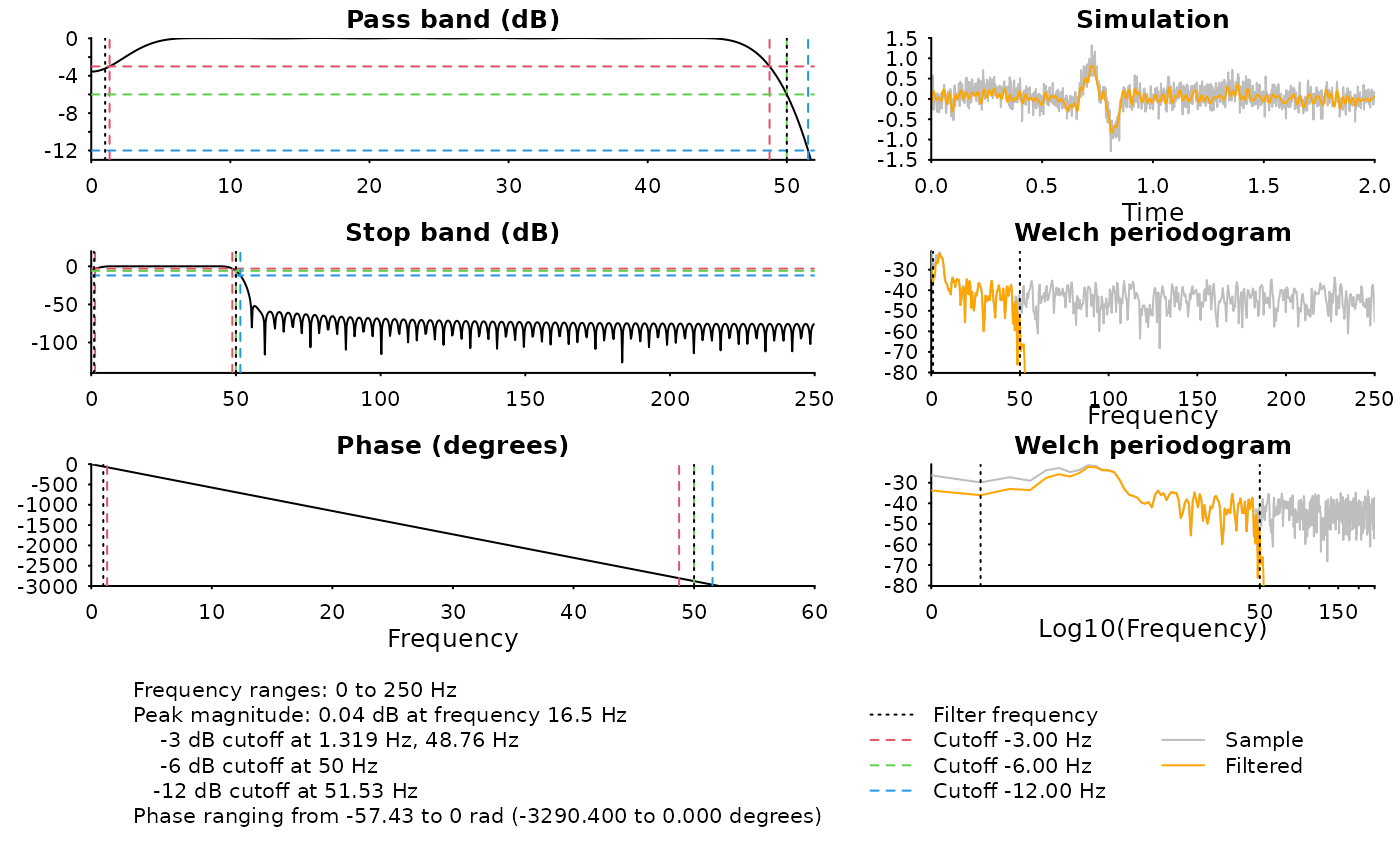 Pass band (dB)
0
-4
-8
-12
0 10 20 30 40 50
Simulation
1.5
1.0
0.5
0.0
-0.5
-1.0
-1.5
0.0 0.5 1.0 1.5 2.0
Time
Stop band (dB)
0
-50
-100
0 50 100 150 200 250
Welch periodogram
-30
-40
-50
-60
-70
-80
0 50 100 150 200 250
Frequency
Phase (degrees)
0
-500
-1000
-1500
-2000
-2500
-3000
0 10 20 30 40 50 60
Frequency
Welch periodogram
-30
-40
-50
-60
-70
-80
0 50 150
Log10(Frequency)
Frequency ranges: 0 to 250 Hz
Peak magnitude: 0.04 dB at frequency 16.5 Hz
-3 dB cutoff at 1.319 Hz, 48.76 Hz
-6 dB cutoff at 50 Hz
-12 dB cutoff at 51.53 Hz
Phase ranging from -57.43 to 0 rad (-3290.400 to 0.000 degrees)
Filter frequency
Cutoff -3.00 Hz
Cutoff -6.00 Hz
Cutoff -12.00 Hz
Sample
Filtered